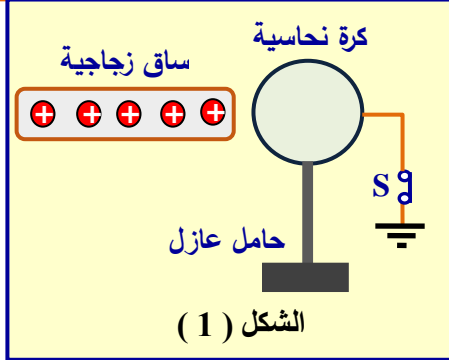 كرة نحاسية
ساق زجاجية
+ + + + +
S
حامل عازل
الشكل ( 1 )